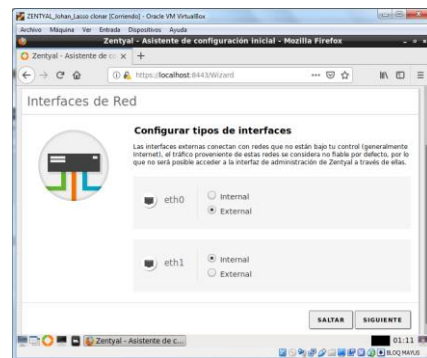 ZENTYAL_Johan_Lasso clonar [Corriendo] - Oracle VM VirtualBox
Archivo Máquina Ver Entrada Dispositivos Ayuda
Zentyal - Asistente de configuración inicial - Mozilla Firefox
Zentyal - Asistente de co
https://localhost:8443/Wizard
Interfaces de Red
Configurar tipos de interfaces
Las interfaces externas conectan con redes que no están bajo tu control (generalmente
Internet), el tráfico proveniente de estas redes se considera no fiable por defecto, por lo
que no será posible acceder a la interfaz de administración de Zentyal a través de ellas.
eth0
Internal
External
eth1
Internal
External
SALTAR SIGUIENTE
Zentyal - Asistente de c...
01:11
BLOQ MAYÚS